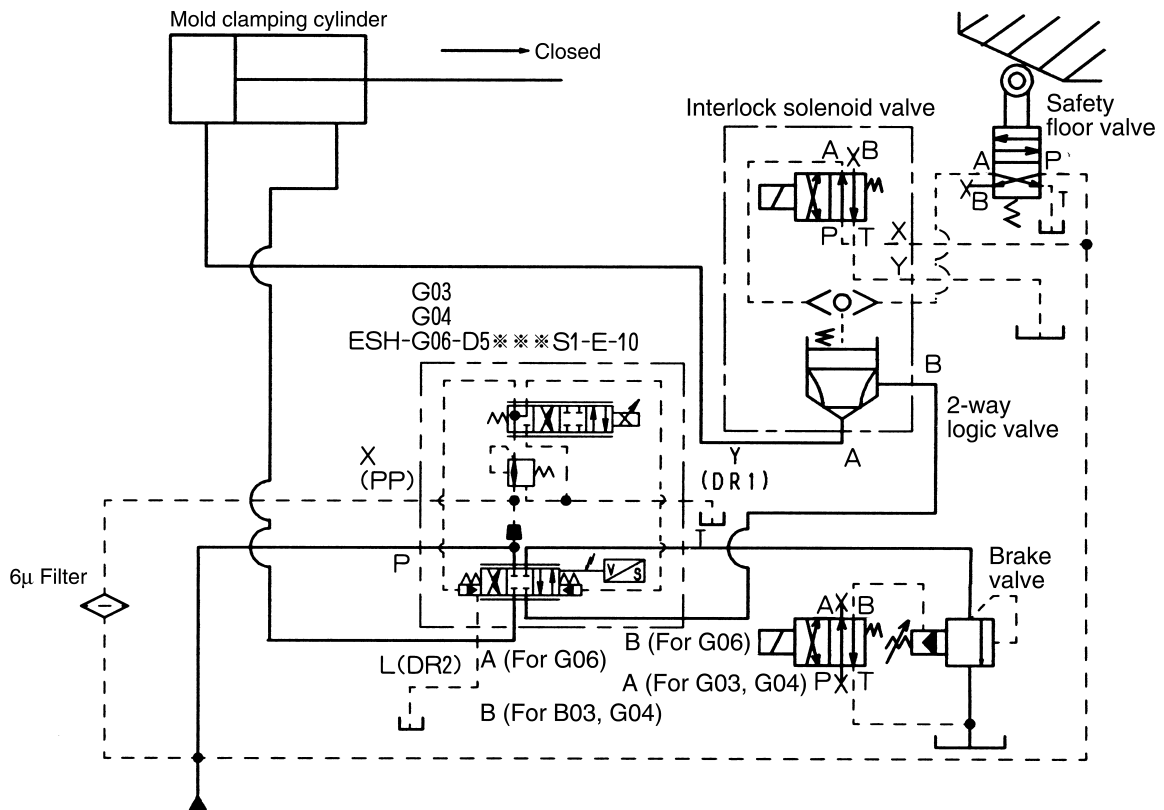 Mold clamping cylinder
Closed
Interlock solenoid valve
Safety
floor valve
A
B
A
P
B
T
P
T
X
Y
G03
G04
ESH-G06-D5※※※S1-E-10
B
2-way
logic valve
A
X
(PP)
Y
(DR1)
T
P
V
S
6μ Filter
Brake
valve
A
B
P
T
L(DR2)
A (For G06)
B (For B03, G04)
B (For G06)
A (For G03, G04)